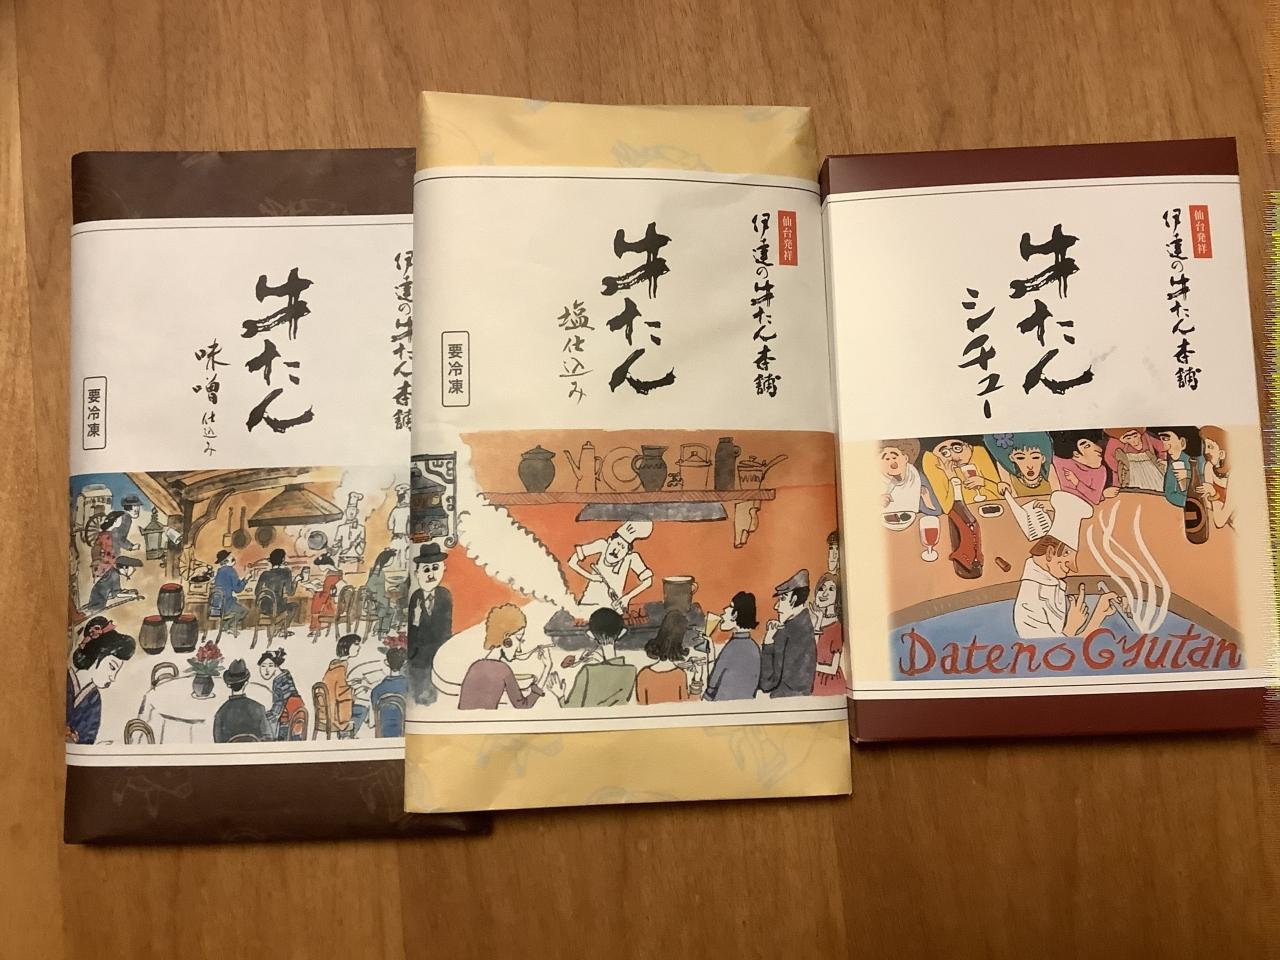 伊達の牛たん本舗
牛たん
味噌仕込み
要冷凍
仙台発祥
伊達の牛たん本舗
牛たん
塩仕込み
要冷凍
仙台発祥
伊達の牛たん本舗
牛たん
シチュー
Dateno Gyutan